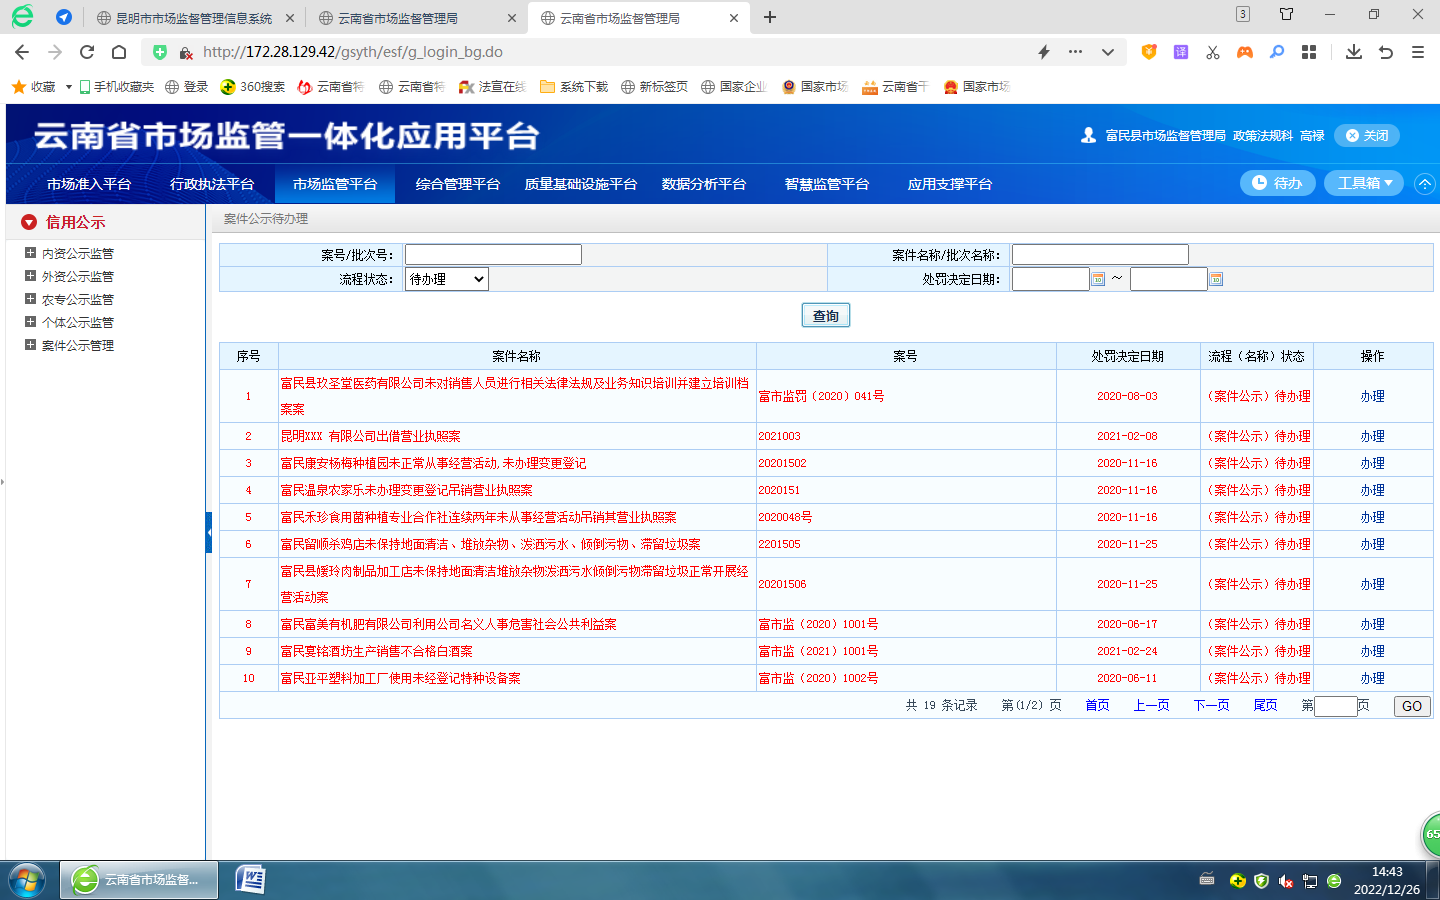 昆明市市场监督管理信息系统
云南省市场监督管理局
云南省市场监督管理局
3
http://172.28.129.42/gsyth/esf/g_login_bg.do
译
收藏 手机收藏夹 登录 360搜索 云南省特 云南省特 法宣在线 系统下载 新标签页 国家企业 国家市场 云南省干 国家市场
云南省市场监管一体化应用平台
富民县市场监督管理局 政策法规科 高禄 关闭
市场准入平台 行政执法平台 市场监管平台 综合管理平台 质量基础设施平台 数据分析平台 智慧监管平台 应用支撑平台 待办 工具箱
信用公示
内资公示监管
外资公示监管
农专公示监管
个体公示监管
案件公示管理
案件公示待办理
案号/批次号： 案件名称/批次名称：
流程状态： 待办理 处罚决定日期： ～
查询
序号 案件名称 案号 处罚决定日期 流程（名称）状态 操作
1 富民县玖圣堂医药有限公司未对销售人员进行相关法律法规及业务知识培训并建立培训档案案 富市监罚（2020）041号 2020-08-03 （案件公示）待办理 办理
2 昆明XXX 有限公司出借营业执照案 2021003 2021-02-08 （案件公示）待办理 办理
3 富民康安杨梅种植园未正常从事经营活动,未办理变更登记 20201502 2020-11-16 （案件公示）待办理 办理
4 富民温泉农家乐未办理变更登记吊销营业执照案 2020151 2020-11-16 （案件公示）待办理 办理
5 富民禾珍食用菌种植专业合作社连续两年未从事经营活动吊销其营业执照案 2020048号 2020-11-16 （案件公示）待办理 办理
6 富民留顺杀鸡店未保持地面清洁、堆放杂物、泼洒污水、倾倒污物、滞留垃圾案 2201505 2020-11-25 （案件公示）待办理 办理
7 富民县媛玲肉制品加工店未保持地面清洁堆放杂物泼洒污水倾倒污物滞留垃圾正常开展经营活动案 20201506 2020-11-25 （案件公示）待办理 办理
8 富民富美有机肥有限公司利用公司名义人事危害社会公共利益案 富市监（2020）1001号 2020-06-17 （案件公示）待办理 办理
9 富民宴铭酒坊生产销售不合格白酒案 富市监（2021）1001号 2021-02-24 （案件公示）待办理 办理
10 富民亚平塑料加工厂使用未经登记特种设备案 富市监（2020）1002号 2020-06-11 （案件公示）待办理 办理
共 19 条记录 第(1/2) 页 首页 上一页 下一页 尾页 第 页 GO
65
云南省市场监督...
14:43
2022/12/26